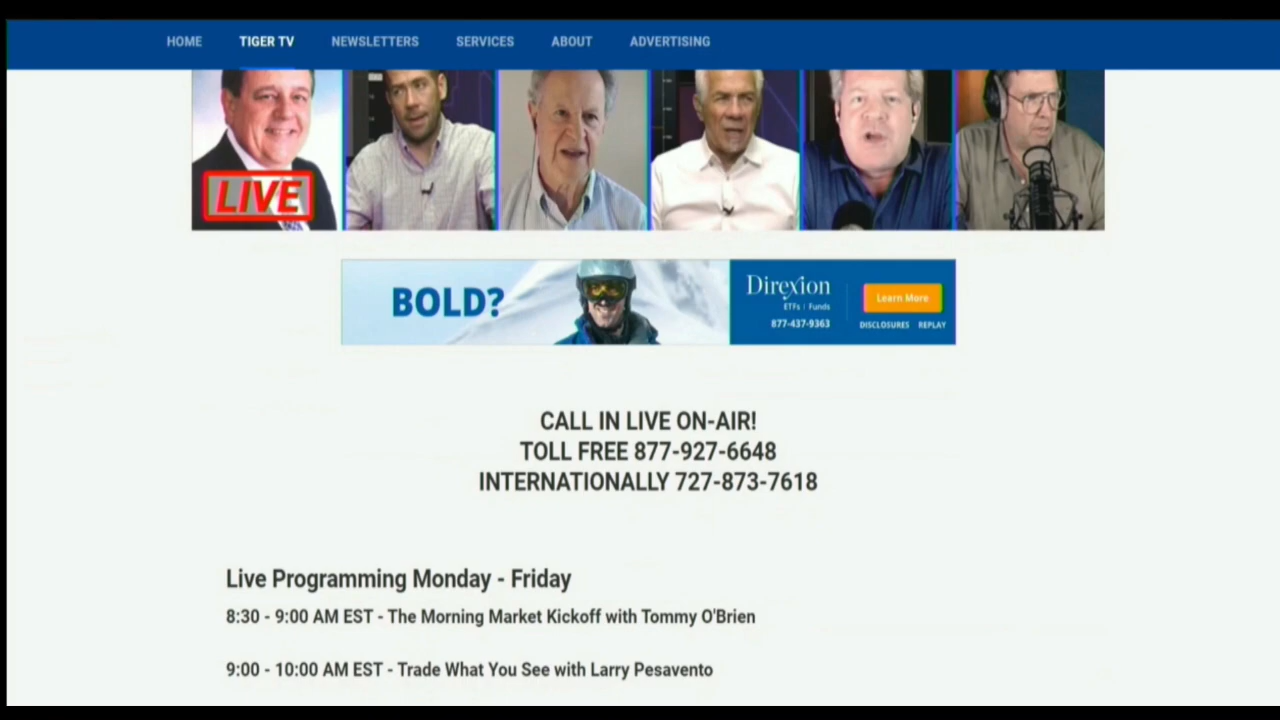 HOME TIGER TV NEWSLETTERS SERVICES ABOUT ADVERTISING
LIVE
BOLD?
Direxion
ETFs | Funds
877-437-9363
Learn More
DISCLOSURES REPLAY
CALL IN LIVE ON-AIR!
TOLL FREE 877-927-6648
INTERNATIONALLY 727-873-7618
Live Programming Monday - Friday
8:30 - 9:00 AM EST - The Morning Market Kickoff with Tommy O'Brien
9:00 - 10:00 AM EST - Trade What You See with Larry Pesavento